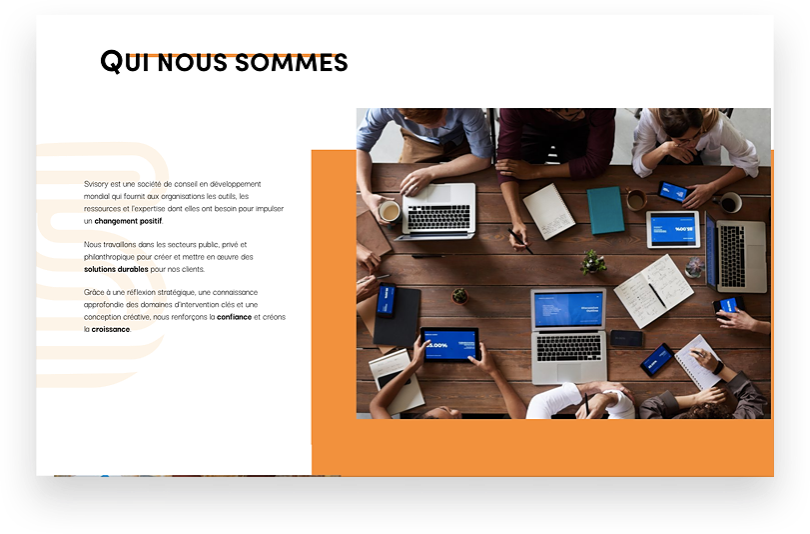 QUI NOUS SOMMES
Svisory est une société de conseil en développement
mondial qui fournit aux organisations les outils, les
ressources et l'expertise dont elles ont besoin pour impulser
un changement positif.
Nous travaillons dans les secteurs public, privé et
philanthropique pour créer et mettre en œuvre des
solutions durables pour nos clients.
Grâce à une réflexion stratégique, une connaissance
approfondie des domaines d'intervention clés et une
conception créative, nous renforçons la confiance et créons
la croissance.